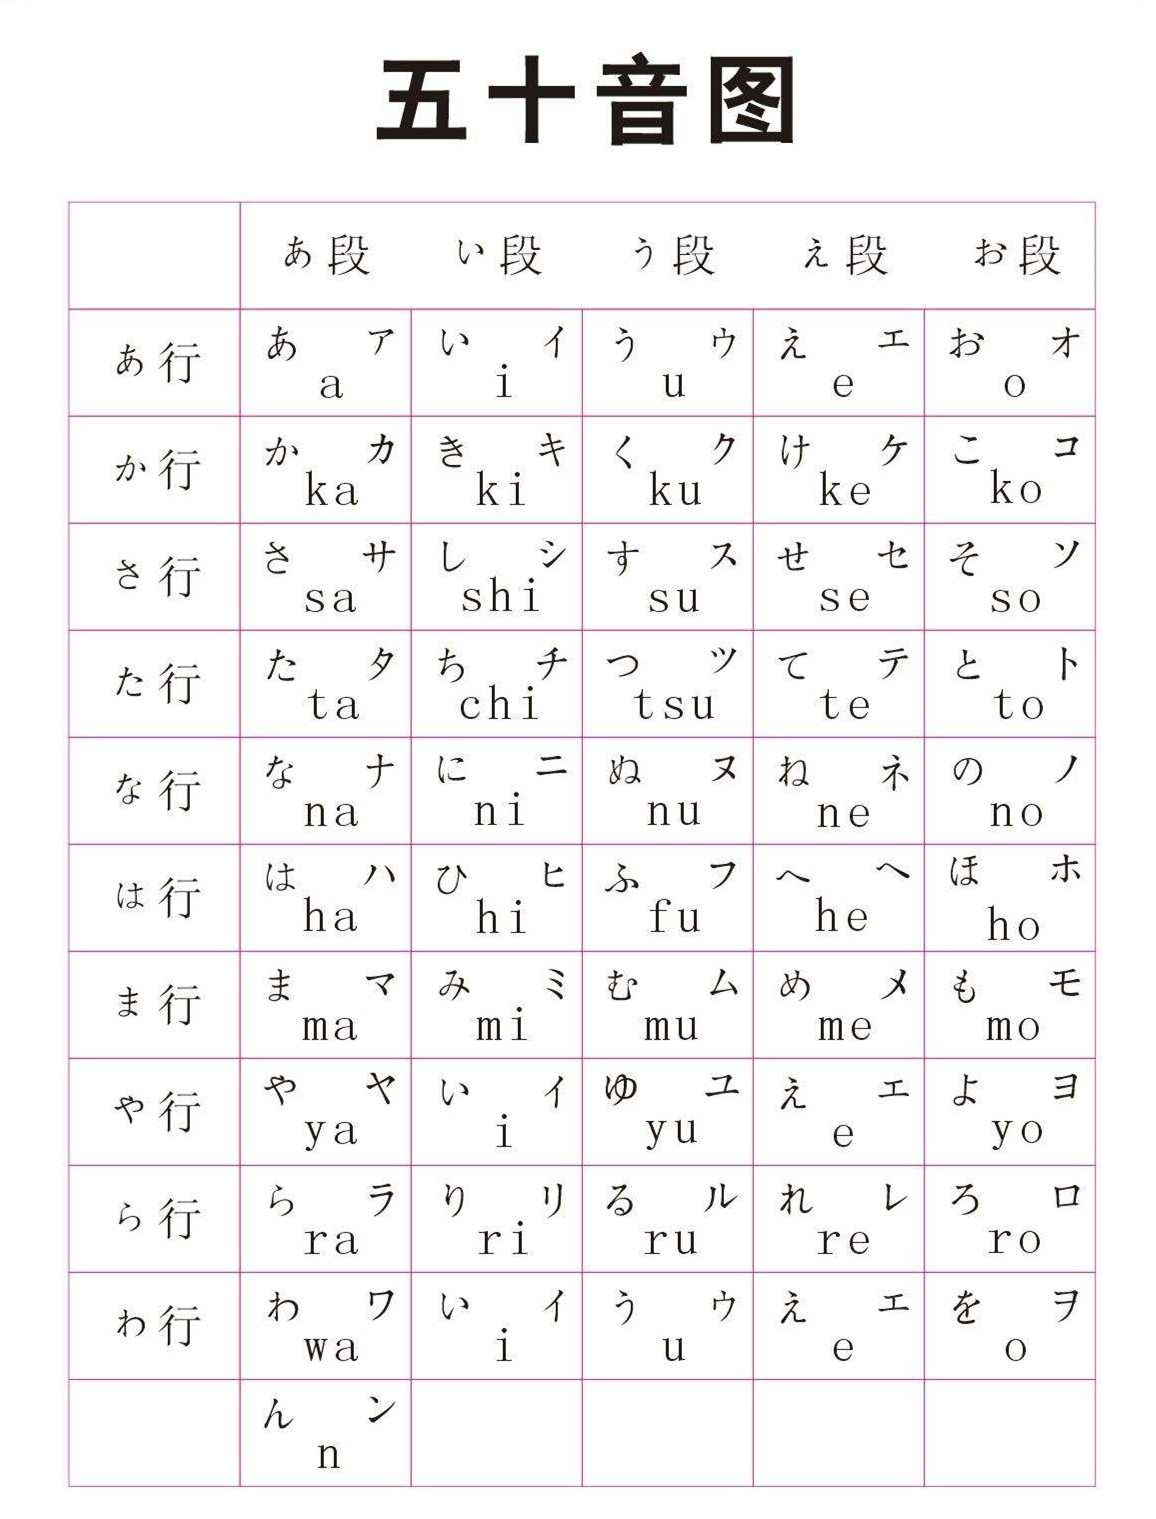 五十音图
あ段 い段 う段 え段 お段
あ行 あ ア a い イ i う ゥ u え エ e お オ o
か行 か カ ka き キ ki く ク ku け ケ ke こ コ ko
さ行 さ サ sa し シ shi す ス su せ セ se そ ソ so
た行 た タ ta ち チ chi つ ツ tsu て テ te と ト to
な行 な ナ na に ニ ni ぬ ヌ nu ね ネ ne の ノ no
は行 は ハ ha ひ ヒ hi ふ フ fu へ ヘ he ほ ホ ho
ま行 ま マ ma み ミ mi む ム mu め メ me も モ mo
や行 や ヤ ya い イ i ゆ ユ yu え エ e よ ヨ yo
ら行 ら ラ ra り リ ri る ル ru れ レ re ろ ロ ro
わ行 わ ワ wa い イ i う ゥ u え エ e を ヲ o
ん ン n